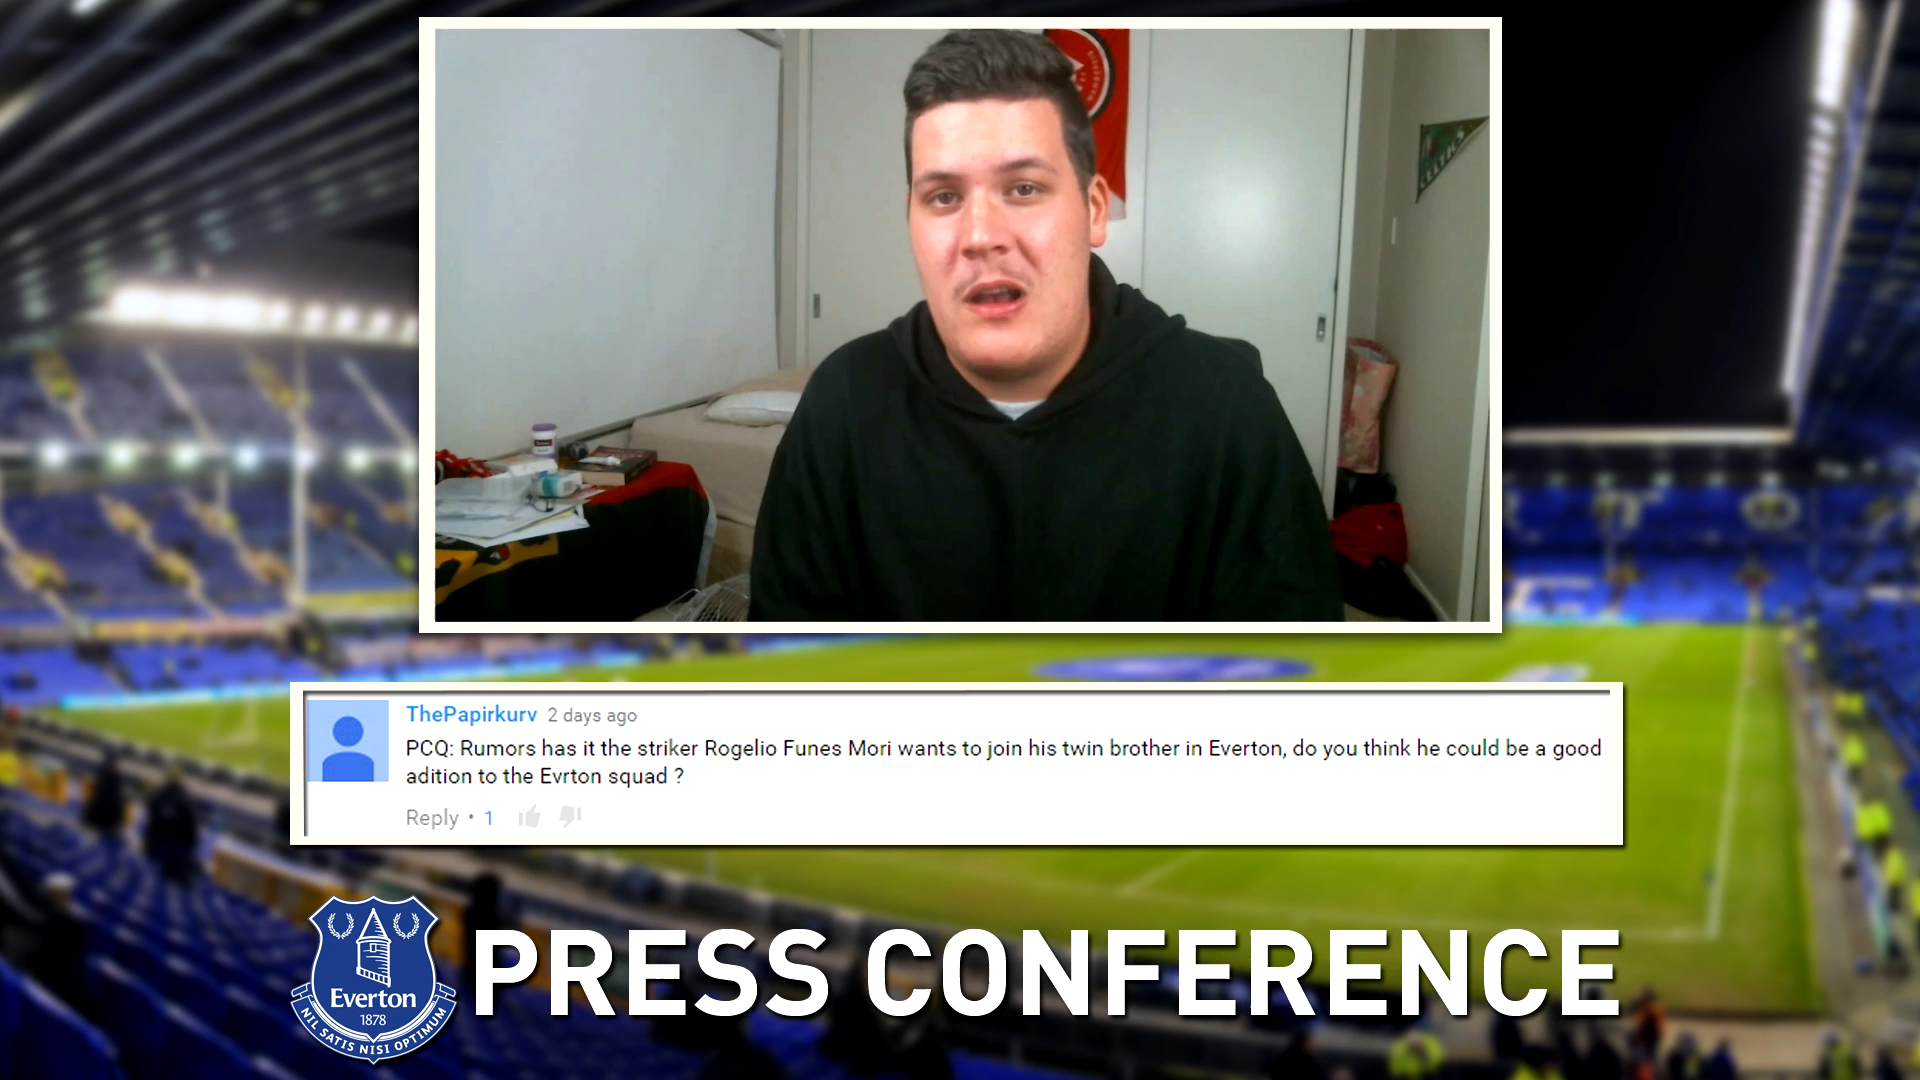 CELTICS
ThePapirkurv 2 days ago
PCQ: Rumors has it the striker Rogelio Funes Mori wants to join his twin brother in Everton, do you think he could be a good
adition to the Evrton squad ?
Reply • 1
PRESS CONFERENCE
Everton
1878
NIL SATIS NISI OPTIMUM